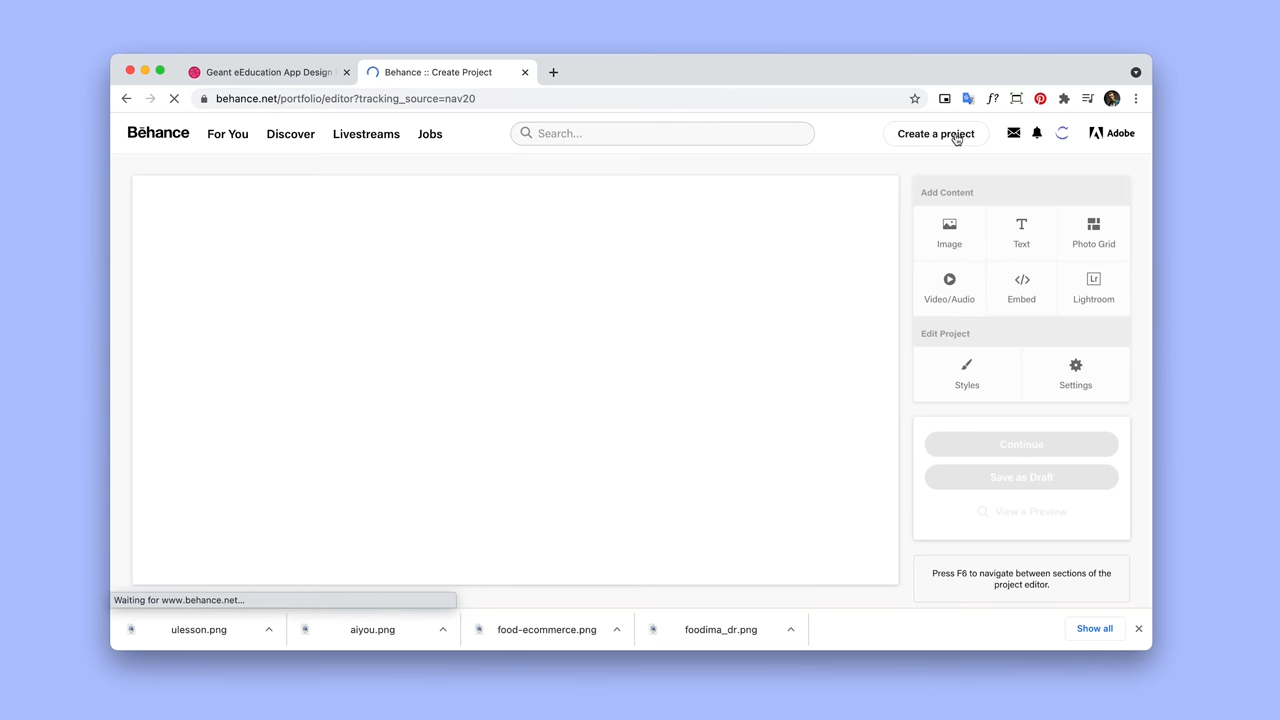 Geant eEducation App Design
Behance :: Create Project
behance.net/portfolio/editor?tracking_source=nav20
f?
Bēhance
For You
Discover
Livestreams
Jobs
Search...
Create a project
Adobe
Add Content
Image
Text
Photo Grid
Video/Audio
Embed
Lr
Lightroom
Edit Project
Styles
Settings
Continue
Save as Draft
View a Preview
Press F6 to navigate between sections of the
project editor.
Waiting for www.behance.net...
ulesson.png
aiyou.png
food-ecommerce.png
foodima_dr.png
Show all